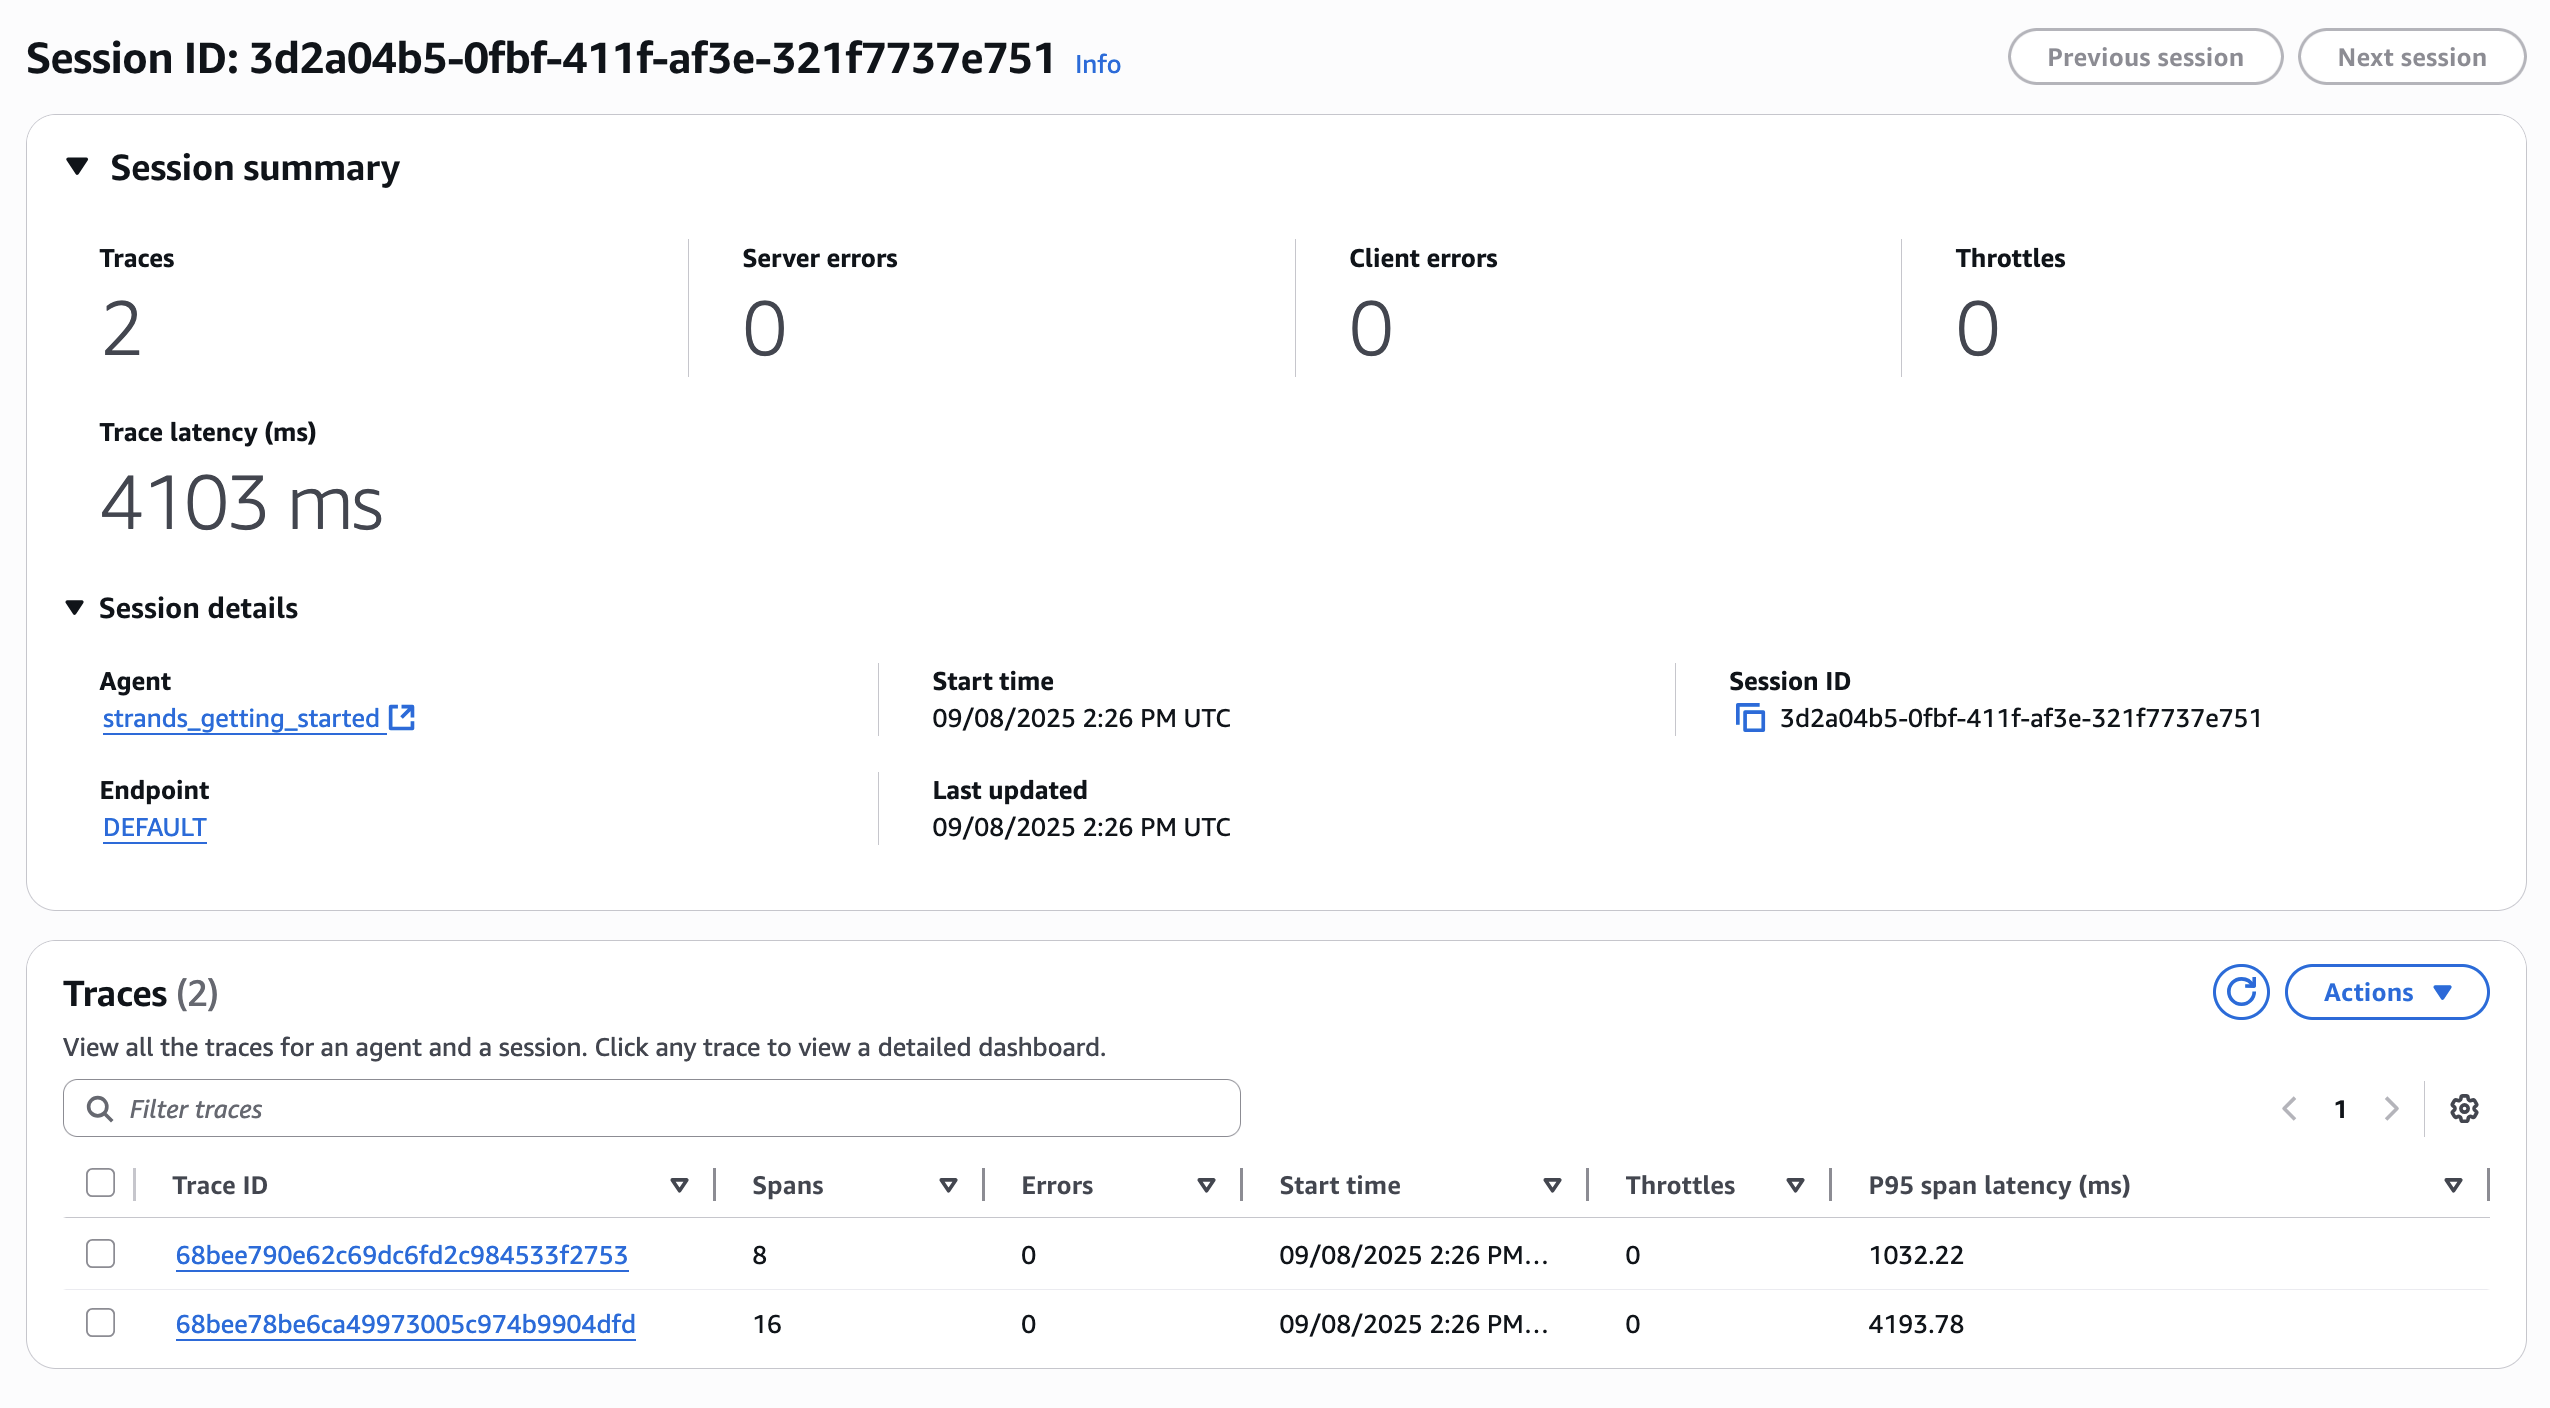 Session ID: 3d2a04b5-0fbf-411f-af3e-321f7737e751 Info Previous session Next session
Session summary
Traces Server errors Client errors Throttles
2 0 0 0
Trace latency (ms)
4103 ms
Session details
Agent Start time Session ID
strands_getting_started 09/08/2025 2:26 PM UTC 3d2a04b5-0fbf-411f-af3e-321f7737e751
Endpoint Last updated
DEFAULT 09/08/2025 2:26 PM UTC
Traces (2) Actions
View all the traces for an agent and a session. Click any trace to view a detailed dashboard.
Filter traces 1
Trace ID Spans Errors Start time Throttles P95 span latency (ms)
68bee790e62c69dc6fd2c984533f2753 8 0 09/08/2025 2:26 PM... 0 1032.22
68bee78be6ca49973005c974b9904dfd 16 0 09/08/2025 2:26 PM... 0 4193.78